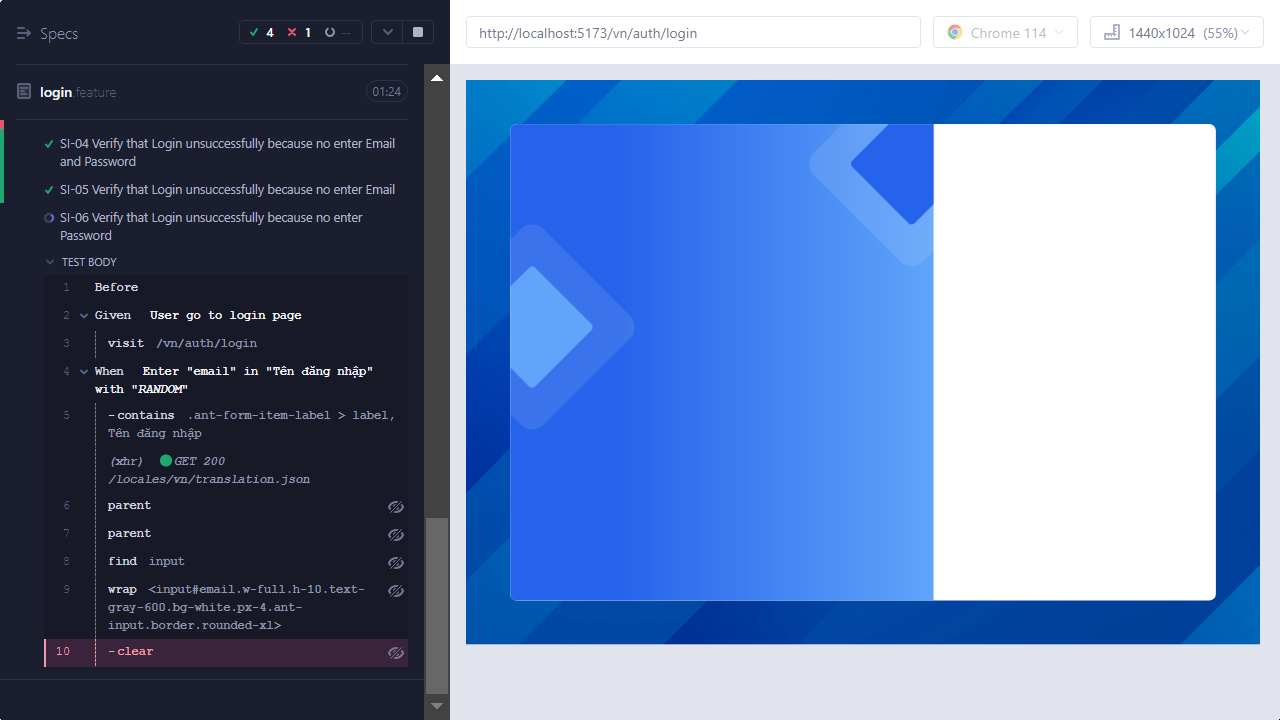 Specs
4 1 --
http://localhost:5173/vn/auth/login
Chrome 114
1440x1024 (55%)
login.feature
01:24
SI-04 Verify that Login unsuccessfully because no enter Email
and Password
SI-05 Verify that Login unsuccessfully because no enter Email
SI-06 Verify that Login unsuccessfully because no enter
Password
TEST BODY
1 Before
2 Given User go to login page
3 visit /vn/auth/login
4 When Enter "email" in "Tên đăng nhập"
with "RANDOM"
5 -contains .ant-form-item-label > label,
Tên đăng nhập
(xhr) GET 200
/locales/vn/translation.json
6 parent
7 parent
8 find input
9 wrap <input#email.w-full.h-10.text-
gray-600.bg-white.px-4.ant-
input.border.rounded-xl>
10 -clear